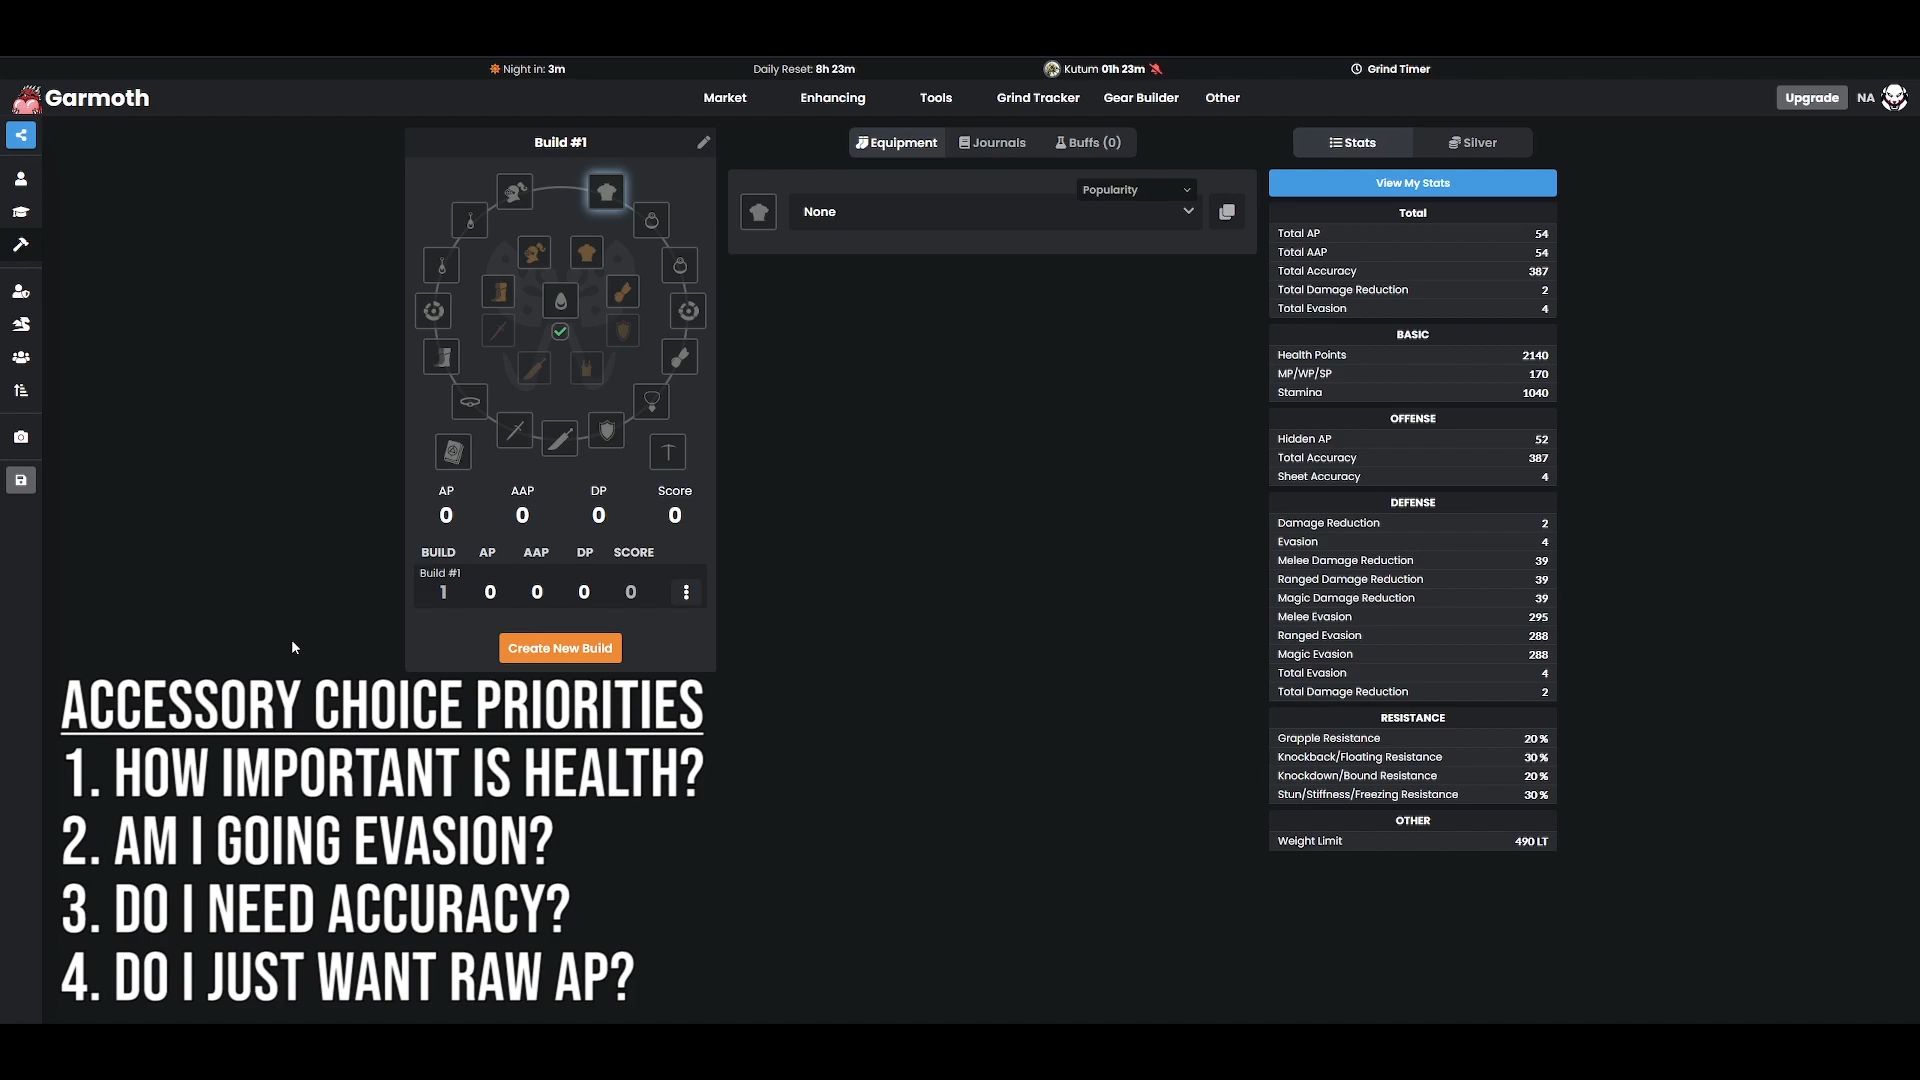 Night in: 3m
Daily Reset: 8h 23m
Kutum 01h 23m
Grind Timer
Garmoth
Market
Enhancing
Tools
Grind Tracker
Gear Builder
Other
Upgrade
NA
Build #1
Equipment
Journals
Buffs (0)
Popularity
None
AP
AAP
DP
Score
0
0
0
0
BUILD AP AAP DP SCORE
Build #1
1 0 0 0 0
Create New Build
Stats
Silver
View My Stats
Total
Total AP 54
Total AAP 54
Total Accuracy 387
Total Damage Reduction 2
Total Evasion 4
BASIC
Health Points 2140
MP/WP/SP 170
Stamina 1040
OFFENSE
Hidden AP 52
Total Accuracy 387
Sheet Accuracy 4
DEFENSE
Damage Reduction 2
Evasion 4
Melee Damage Reduction 39
Ranged Damage Reduction 39
Magic Damage Reduction 39
Melee Evasion 295
Ranged Evasion 288
Magic Evasion 288
Total Evasion 4
Total Damage Reduction 2
RESISTANCE
Grapple Resistance 20 %
Knockback/Floating Resistance 30 %
Knockdown/Bound Resistance 20 %
Stun/Stiffness/Freezing Resistance 30 %
OTHER
Weight Limit 490 LT
ACCESSORY CHOICE PRIORITIES
1. HOW IMPORTANT IS HEALTH?
2. AM I GOING EVASION?
3. DO I NEED ACCURACY?
4. DO I JUST WANT RAW AP?